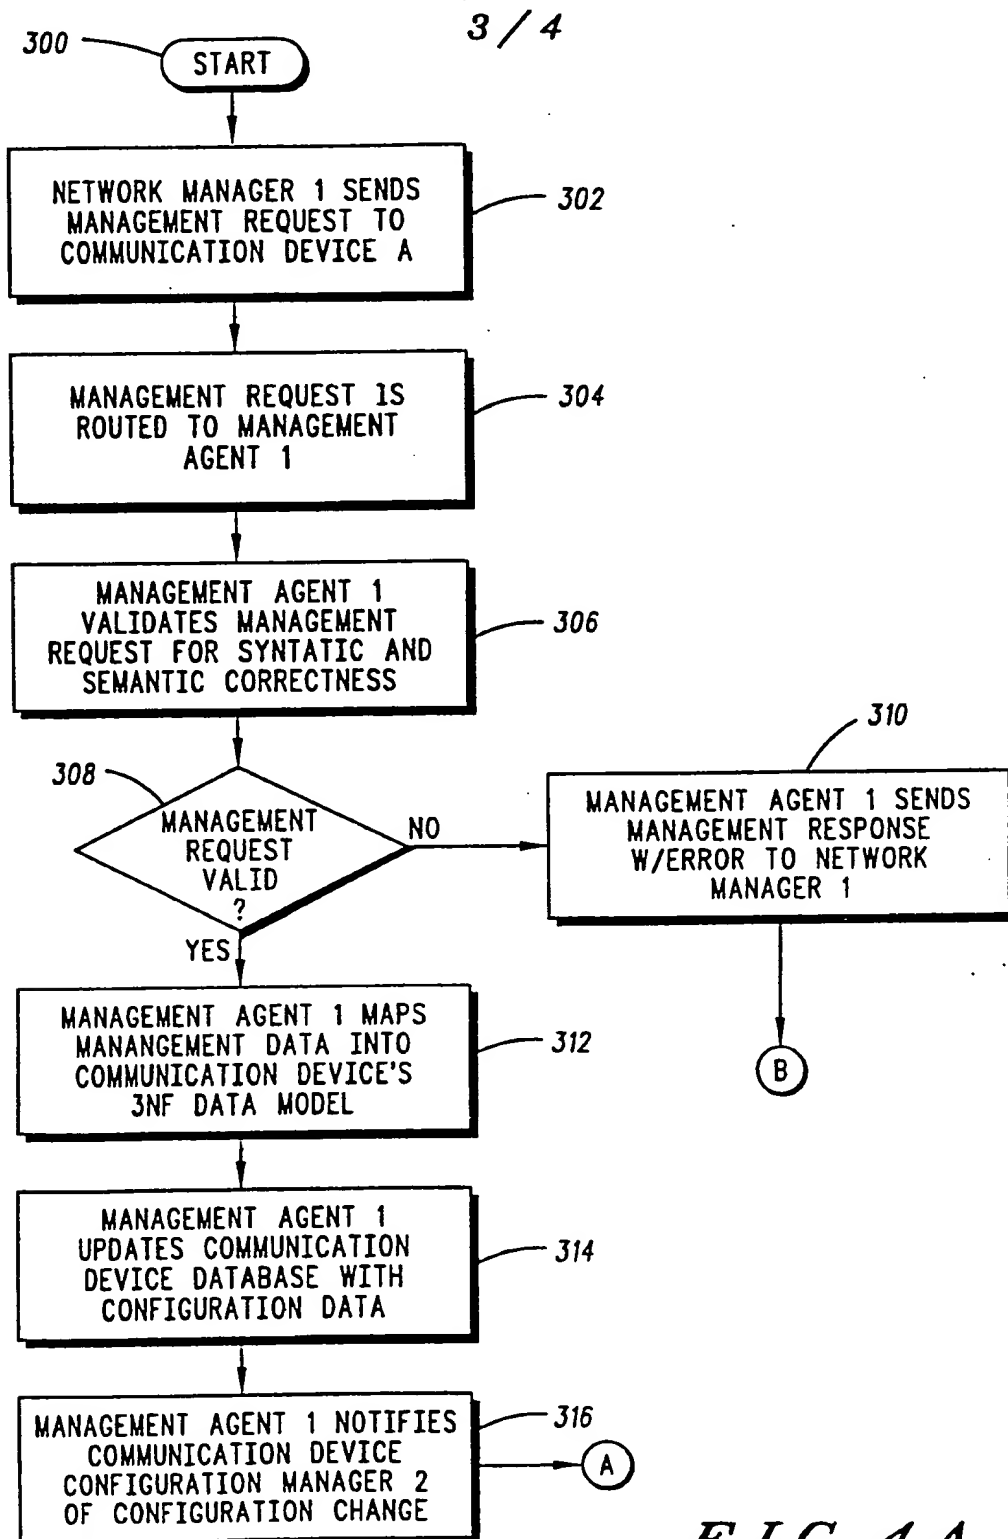 3/4
300
START
NETWORK MANAGER 1 SENDS
MANAGEMENT REQUEST TO
COMMUNICATION DEVICE A
302
MANAGEMENT REQUEST IS
ROUTED TO MANAGEMENT
AGENT 1
304
MANAGEMENT AGENT 1
VALIDATES MANAGEMENT
REQUEST FOR SYNTATIC AND
SEMANTIC CORRECTNESS
306
308
MANAGEMENT
REQUEST
VALID
?
NO
YES
310
MANAGEMENT AGENT 1 SENDS
MANAGEMENT RESPONSE
W/ERROR TO NETWORK
MANAGER 1
B
MANAGEMENT AGENT 1 MAPS
MANANGEMENT DATA INTO
COMMUNICATION DEVICE'S
3NF DATA MODEL
312
MANAGEMENT AGENT 1
UPDATES COMMUNICATION
DEVICE DATABASE WITH
CONFIGURATION DATA
314
MANAGEMENT AGENT 1 NOTIFIES
COMMUNICATION DEVICE
CONFIGURATION MANAGER 2
OF CONFIGURATION CHANGE
316
A
FIG. 4A